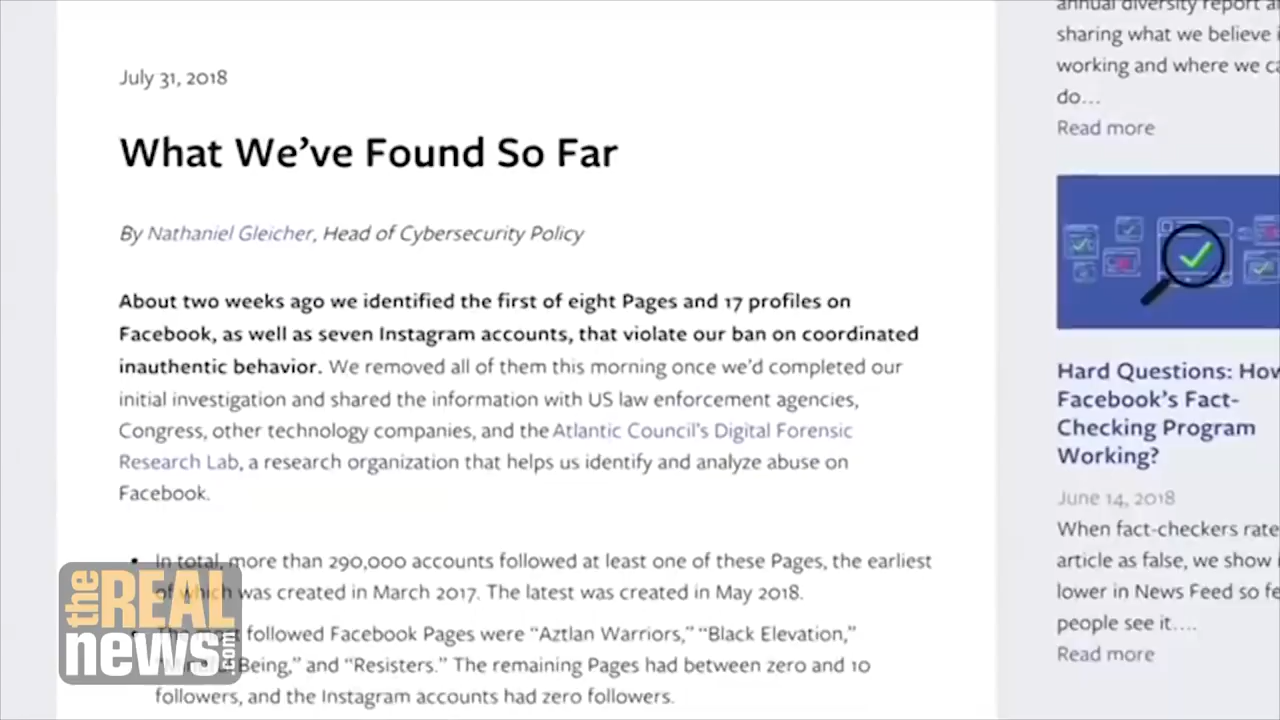 July 31, 2018
What We've Found So Far
By Nathaniel Gleicher, Head of Cybersecurity Policy
About two weeks ago we identified the first of eight Pages and 17 profiles on
Facebook, as well as seven Instagram accounts, that violate our ban on coordinated
inauthentic behavior. We removed all of them this morning once we'd completed our
initial investigation and shared the information with US law enforcement agencies,
Congress, other technology companies, and the Atlantic Council's Digital Forensic
Research Lab, a research organization that helps us identify and analyze abuse on
Facebook.
• In total, more than 290,000 accounts followed at least one of these Pages, the earliest
of which was created in March 2017. The latest was created in May 2018.
• The most followed Facebook Pages were “Aztlan Warriors,” “Black Elevation,”
Being,” and “Resisters.” The remaining Pages had between zero and 10
followers, and the Instagram accounts had zero followers.
annual diversity report
sharing what we believe
working and where we
do…
Read more
Hard Questions: How
Facebook's Fact-
Checking Program
Working?
June 14, 2018
When fact-checkers rate
article as false, we show
lower in News Feed so
people see it….
Read more
the REAL
news.com